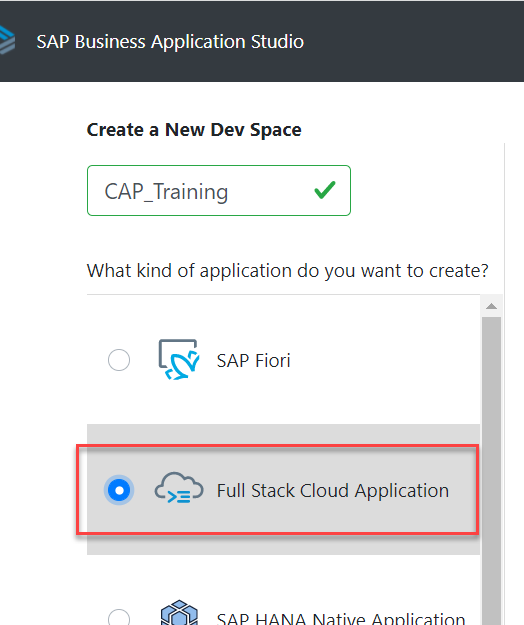 SAP Business Application Studio
Create a New Dev Space
CAP_Training
What kind of application do you want to create?
SAP Fiori
Full Stack Cloud Application
SAP HANA Native Application